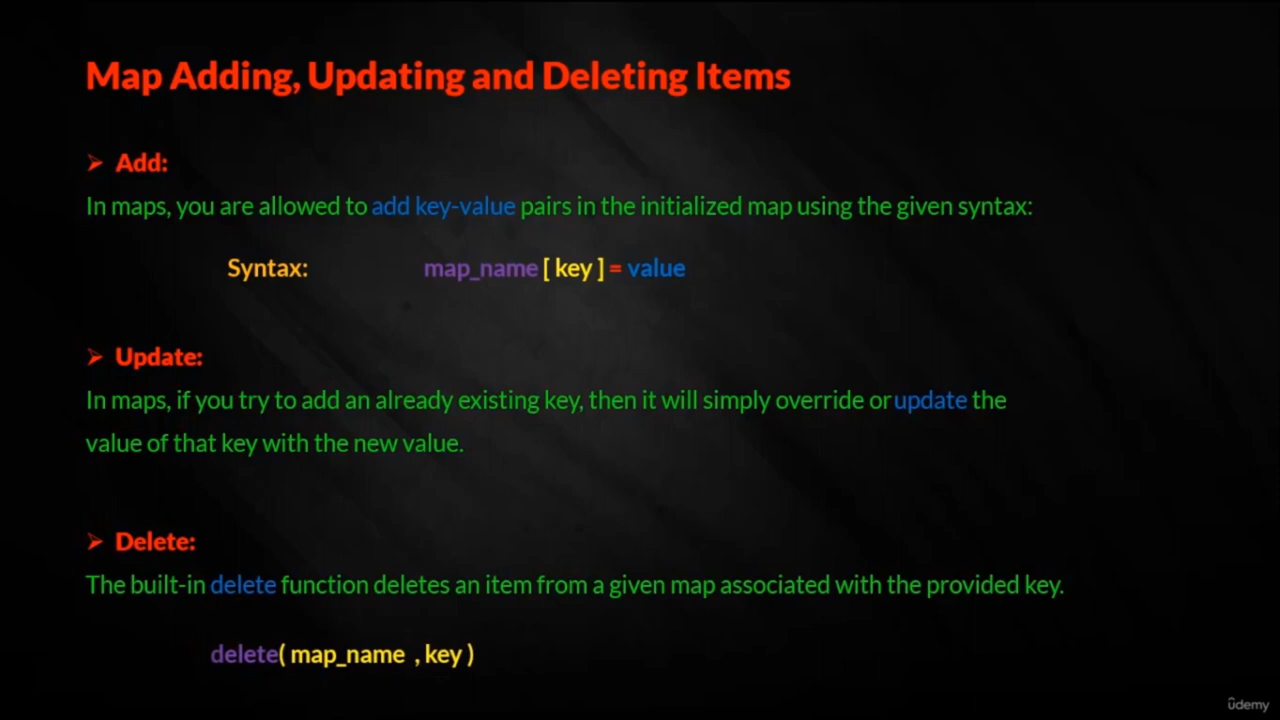 Map Adding, Updating and Deleting Items
➢ Add:
In maps, you are allowed to add key-value pairs in the initialized map using the given syntax:
Syntax: map_name [ key ] = value
➢ Update:
In maps, if you try to add an already existing key, then it will simply override or update the
value of that key with the new value.
➢ Delete:
The built-in delete function deletes an item from a given map associated with the provided key.
delete( map_name , key )
ûdemy